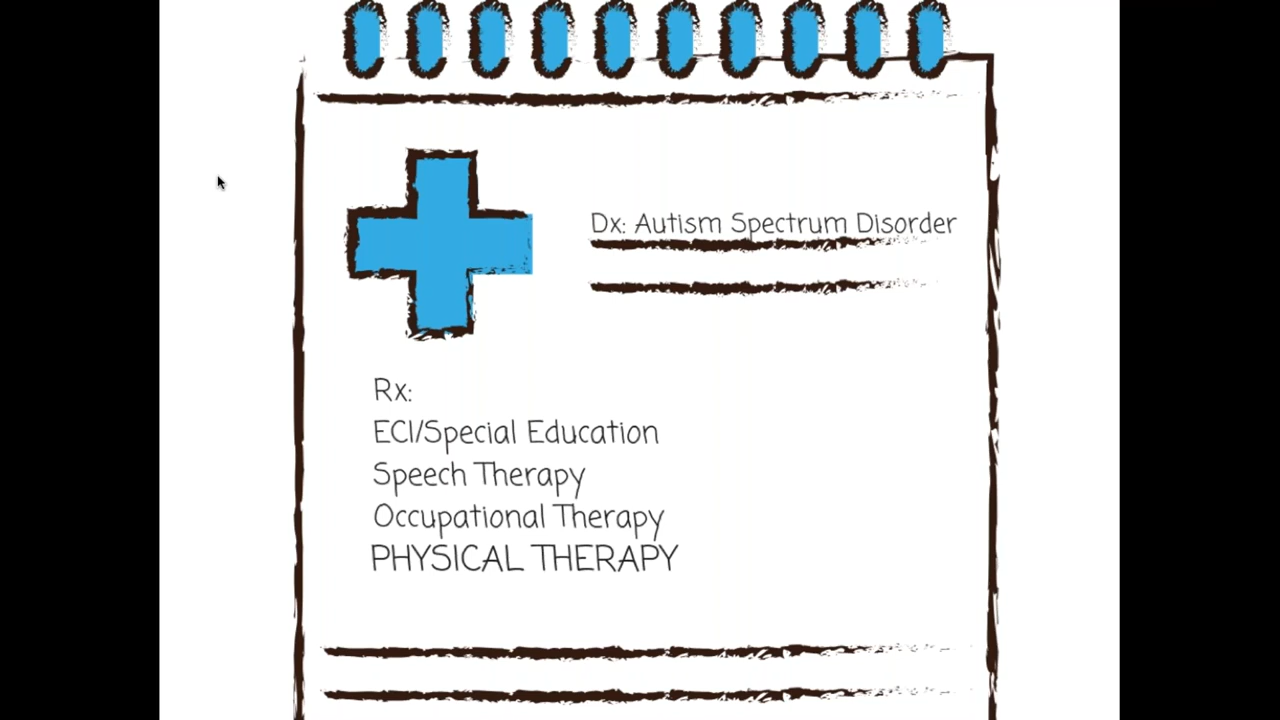 Dx: Autism Spectrum Disorder
Rx:
ECI/Special Education
Speech Therapy
Occupational Therapy
PHYSICAL THERAPY